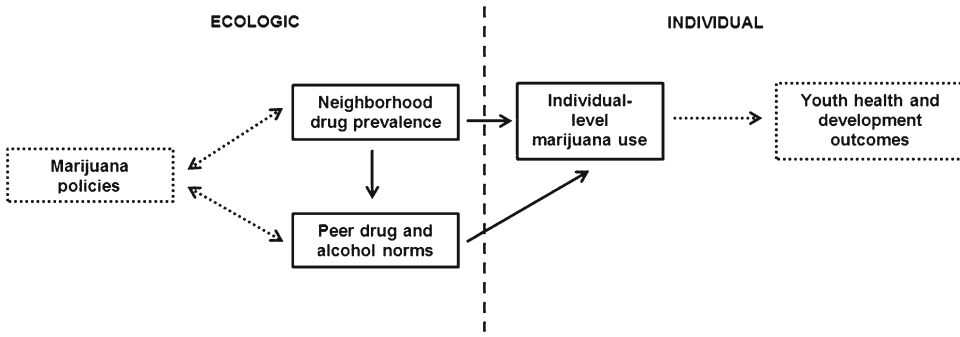 ECOLOGIC
INDIVIDUAL
Neighborhood
drug prevalence
Individual-
level
marijuana use
Youth health and
development
outcomes
Marijuana
policies
Peer drug and
alcohol norms